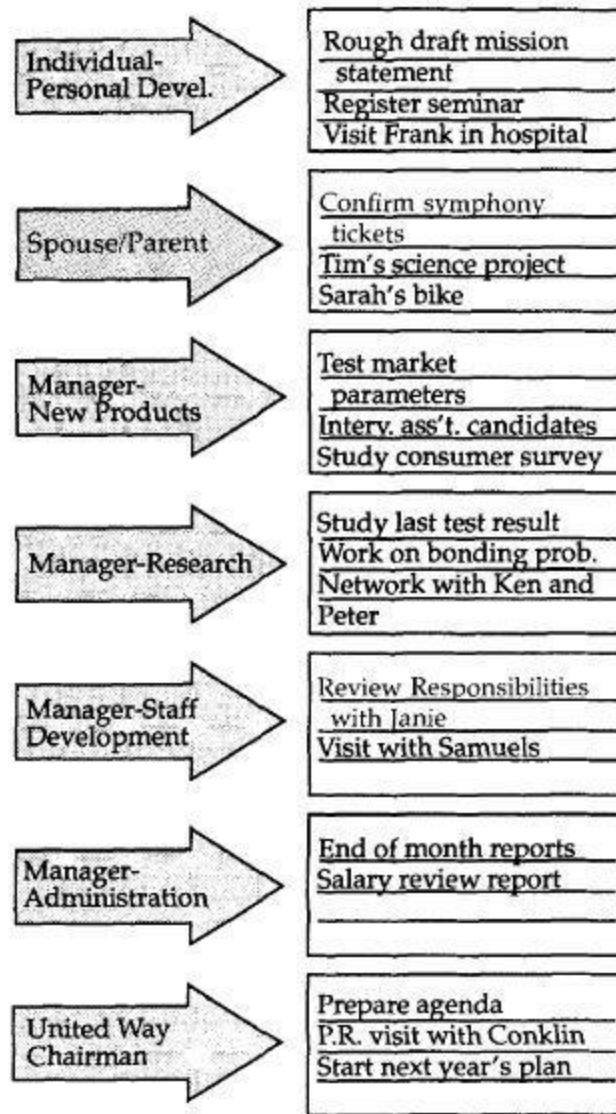 Individual-
Personal Devel.
Rough draft mission
statement
Register seminar
Visit Frank in hospital
Spouse/Parent
Confirm symphony
tickets
Tim's science project
Sarah's bike
Manager-
New Products
Test market
parameters
Interv. ass't. candidates
Study consumer survey
Manager-Research
Study last test result
Work on bonding prob.
Network with Ken and
Peter
Manager-Staff
Development
Review Responsibilities
with Janie
Visit with Samuels
Manager-
Administration
End of month reports
Salary review report
United Way
Chairman
Prepare agenda
P.R. visit with Conklin
Start next year's plan